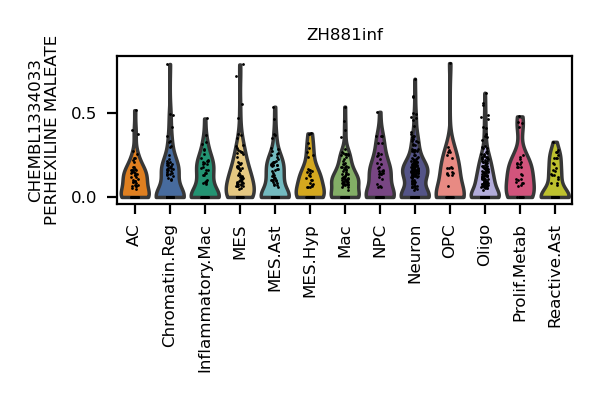 ZH881inf
CHEMBL1334033
PERHEXILINE MALEATE
0.5
0.0
AC
Chromatin.Reg
Inflammatory.Mac
MES
MES.Ast
MES.Hyp
Mac
NPC
Neuron
OPC
Oligo
Prolif.Metab
Reactive.Ast